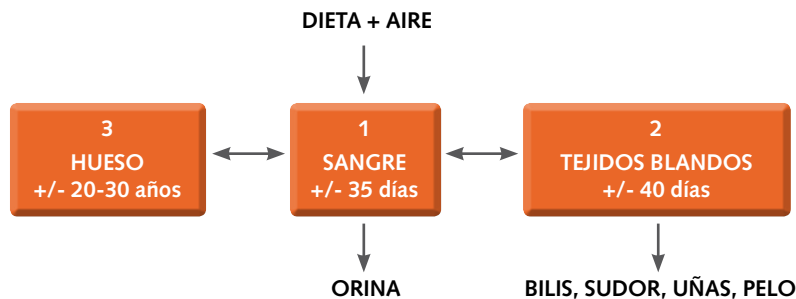 DIETA + AIRE
3
HUESO
+/- 20-30 años
1
SANGRE
+/- 35 días
2
TEJIDOS BLANDOS
+/- 40 días
ORINA
BILIS, SUDOR, UÑAS, PELO